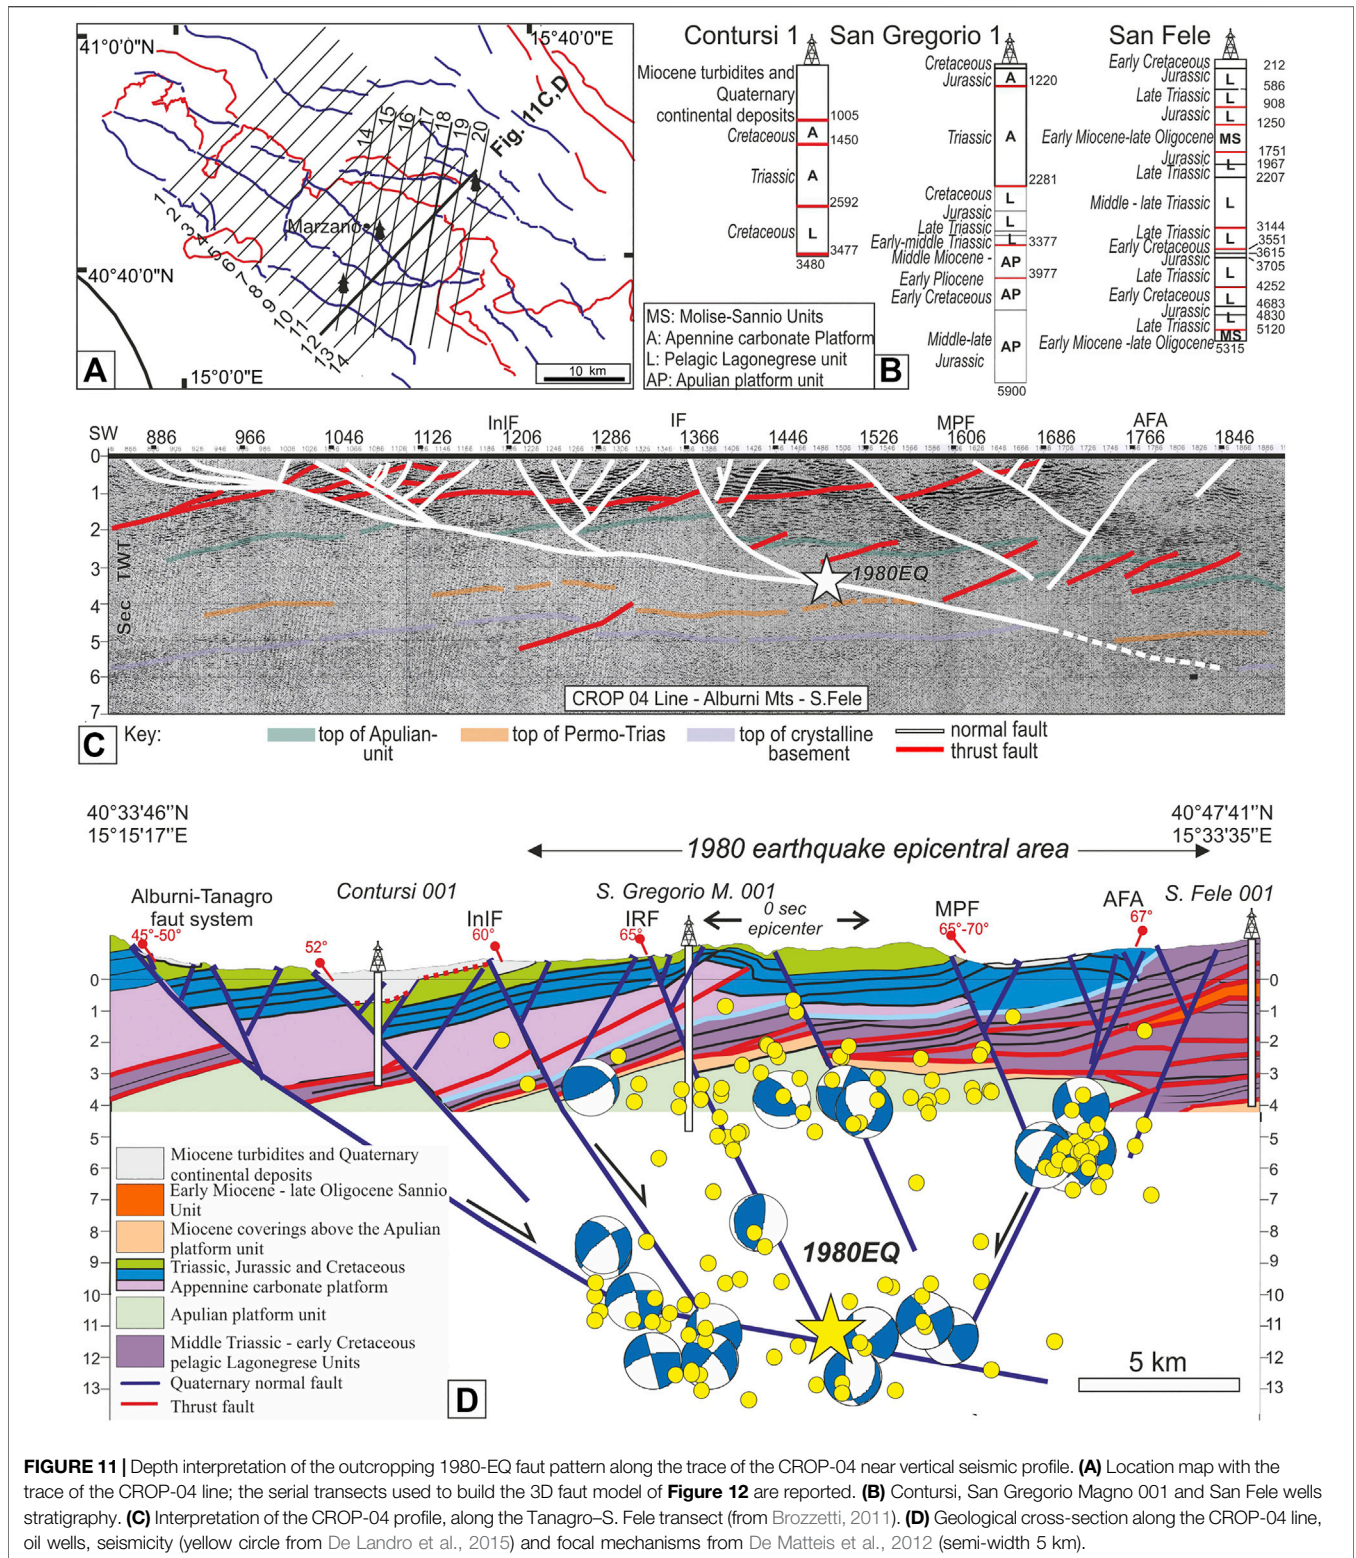 41°0'0"N
15°40'0"E
Fig. 11C,D
14
15
16
17
18
19
20
Marzano
1
2
3
4
5
6
7
8
9
10
11
12
13
14
40°40'0"N
15°0'0"E
10 km
A
Contursi 1
San Gregorio 1
San Fele
Miocene turbidites and
Quaternary
continental deposits
1005
Cretaceous
A
1450
Triassic
A
2592
Cretaceous
L
3477
3480
Cretaceous
Jurassic
A
1220
Triassic
A
2281
Cretaceous
L
Jurassic
L
Late Triassic
Early-middle Triassic
L
3377
Middle Miocene -
AP
Early Pliocene
3977
Early Cretaceous
AP
Middle-late
AP
Jurassic
5900
Early Cretaceous
212
Jurassic
L
586
Late Triassic
L
908
Jurassic
L
1250
Early Miocene-late Oligocene
MS
1751
Jurassic
L
1967
Late Triassic
2207
Middle - late Triassic
L
3144
Late Triassic
L
3551
Early Cretaceous
3615
Jurassic
3705
Late Triassic
L
4252
Early Cretaceous
L
4683
Jurassic
L
4830
Late Triassic
5120
Early Miocene -late Oligocene
MS
5315
MS: Molise-Sannio Units
A: Apennine carbonate Platform
L: Pelagic Lagonegrese unit
AP: Apulian platform unit
B
InIF
IF
MPF
AFA
SW
886
966
1046
1126
1206
1286
1366
1446
1526
1606
1686
1766
1846
0
1
2
3
4
5
6
7
Sec
TWT
1980EQ
CROP 04 Line - Alburni Mts - S.Fele
C
Key:
top of Apulian-
unit
top of Permo-Trias
top of crystalline
basement
normal fault
thrust fault
40°33'46"N
15°15'17"E
40°47'41"N
15°33'35"E
1980 earthquake epicentral area
Alburni-Tanagro
faut system
45°-50°
Contursi 001
52°
InIF
60°
S. Gregorio M. 001
IRF
65°
0 sec
epicenter
MPF
65°-70°
AFA
67°
S. Fele 001
0
1
2
3
4
5
6
7
8
9
10
11
12
13
0
1
2
3
4
5
6
7
8
9
10
11
12
13
1980EQ
5 km
Miocene turbidites and Quaternary
continental deposits
Early Miocene - late Oligocene Sannio
Unit
Miocene coverings above the Apulian
platform unit
Triassic, Jurassic and Cretaceous
Appennine carbonate platform
Apulian platform unit
Middle Triassic - early Cretaceous
pelagic Lagonegrese Units
Quaternary normal fault
Thrust fault
D
FIGURE 11 | Depth interpretation of the outcropping 1980-EQ faut pattern along the trace of the CROP-04 near vertical seismic profile. (A) Location map with the
trace of the CROP-04 line; the serial transects used to build the 3D faut model of Figure 12 are reported. (B) Contursi, San Gregorio Magno 001 and San Fele wells
stratigraphy. (C) Interpretation of the CROP-04 profile, along the Tanagro–S. Fele transect (from Brozzetti, 2011). (D) Geological cross-section along the CROP-04 line,
oil wells, seismicity (yellow circle from De Landro et al., 2015) and focal mechanisms from De Matteis et al., 2012 (semi-width 5 km).